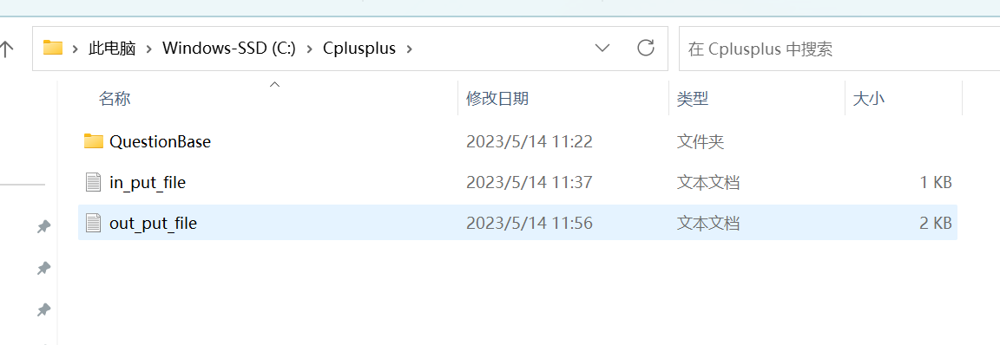 此电脑 Windows-SSD (C:) Cplusplus 在 Cplusplus 中搜索
名称 修改日期 类型 大小
QuestionBase 2023/5/14 11:22 文件夹
in_put_file 2023/5/14 11:37 文本文档 1 KB
out_put_file 2023/5/14 11:56 文本文档 2 KB